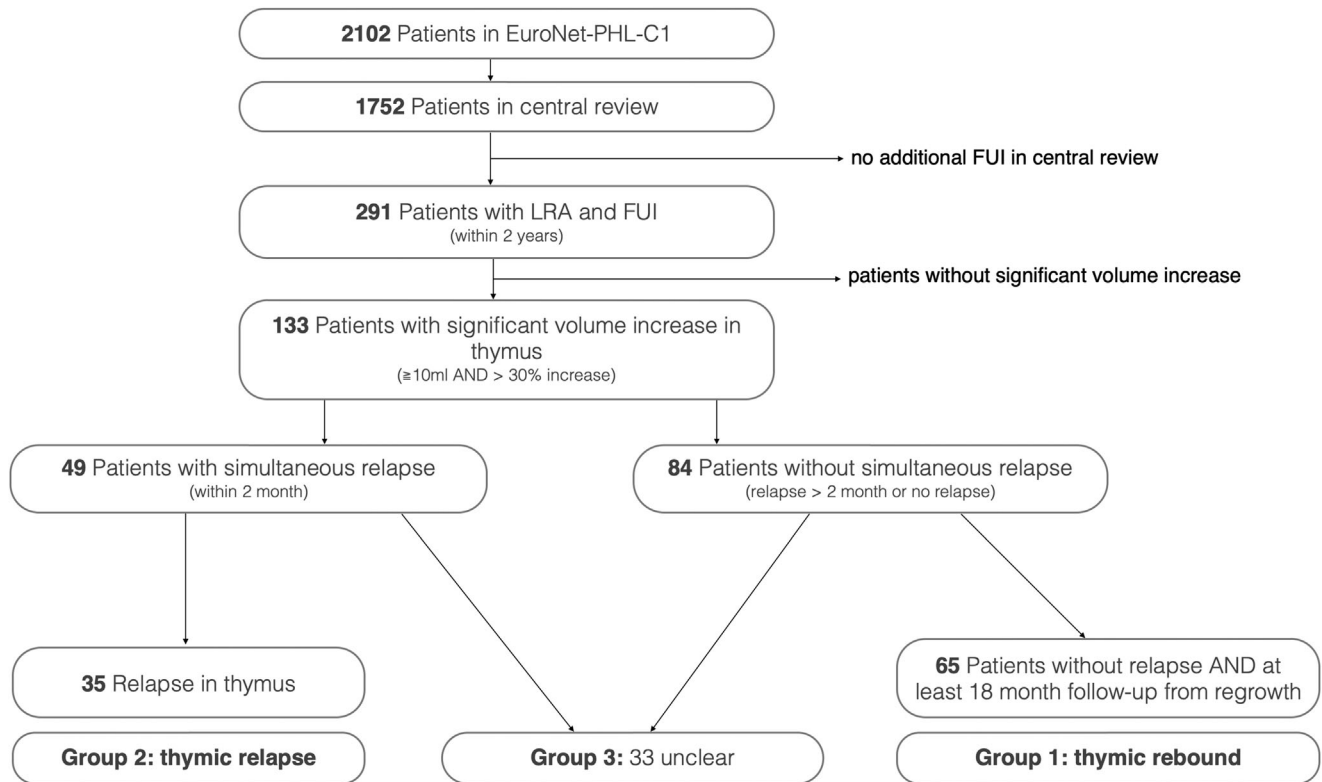 2102 Patients in EuroNet-PHL-C1
1752 Patients in central review
no additional FUI in central review
291 Patients with LRA and FUI
(within 2 years)
patients without significant volume increase
133 Patients with significant volume increase in
thymus
(≧10ml AND > 30% increase)
49 Patients with simultaneous relapse
(within 2 month)
84 Patients without simultaneous relapse
(relapse > 2 month or no relapse)
35 Relapse in thymus
65 Patients without relapse AND at
least 18 month follow-up from regrowth
Group 2: thymic relapse
Group 3: 33 unclear
Group 1: thymic rebound